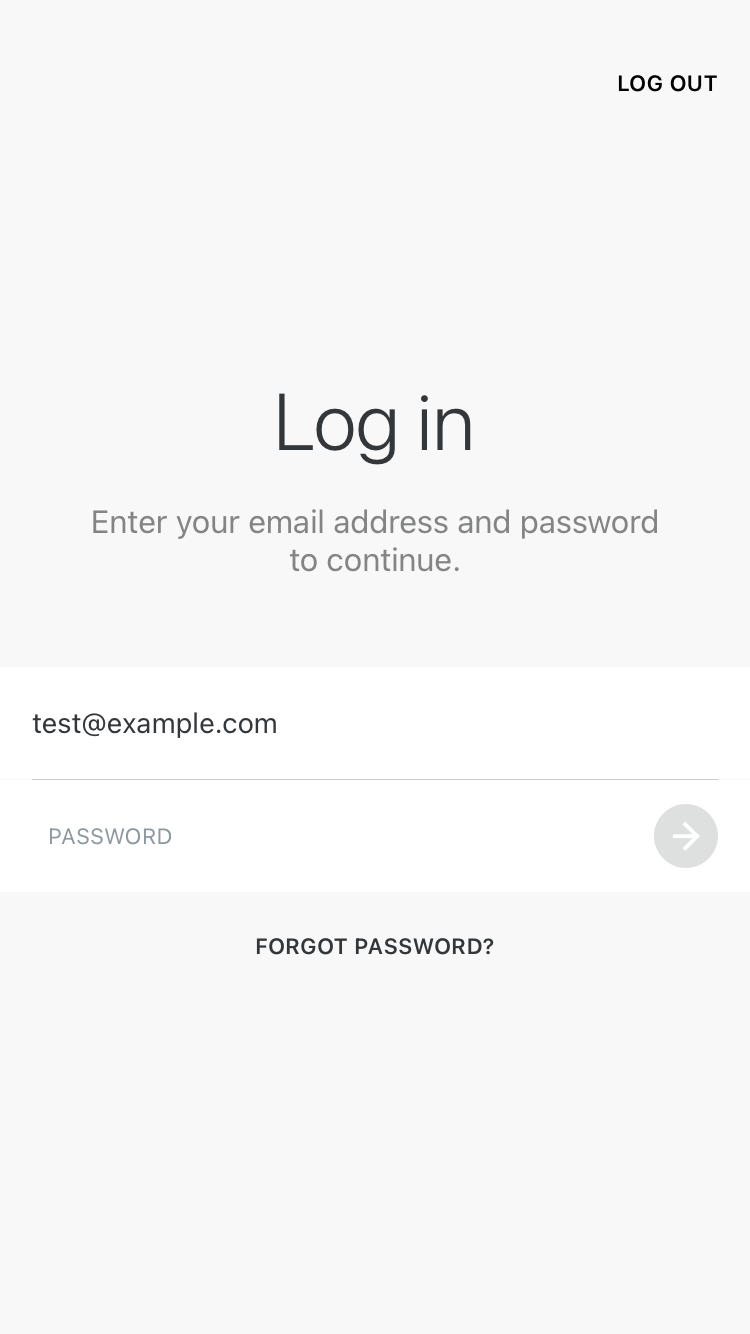 LOG OUT
Log in
Enter your email address and password
to continue.
test@example.com
PASSWORD
FORGOT PASSWORD?